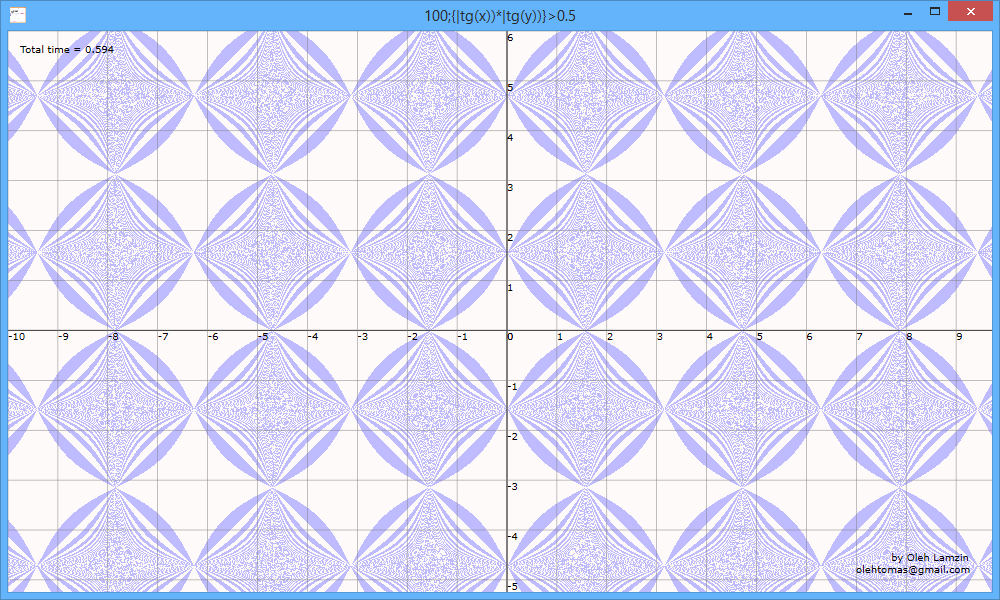 100;{|tg(x))*|tg(y))}>0.5
Total time = 0.594
6
5
4
3
2
1
-10 -9 -8 -7 -6 -5 -4 -3 -2 -1 0 1 2 3 4 5 6 7 8 9
-1
-2
-3
-4
by Oleh Lamzin
olehtomas@gmail.com
-5